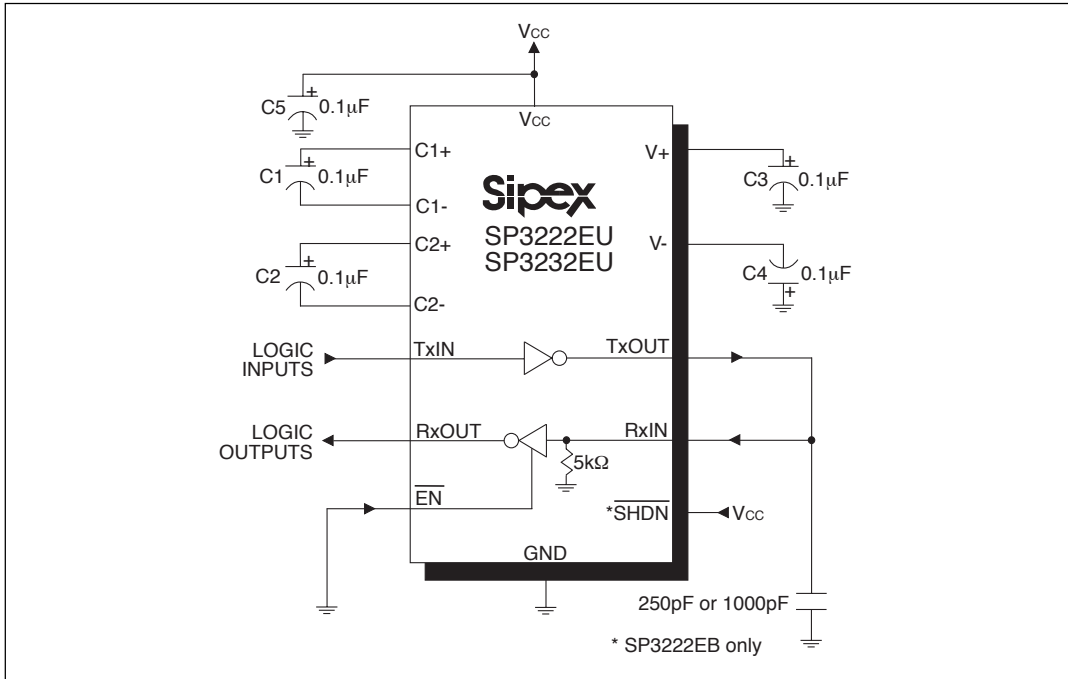 VCC
C5
+
0.1µF
VCC
C1+
V+
C1
+
0.1µF
C3
+
0.1µF
C1-
Sipex
SP3222EU
SP3232EU
C2+
V-
C2
+
0.1µF
C4
+
0.1µF
C2-
LOGIC
INPUTS
TxIN
TxOUT
LOGIC
OUTPUTS
RxOUT
RxIN
5kΩ
EN
*SHDN
VCC
GND
250pF or 1000pF
* SP3222EB only